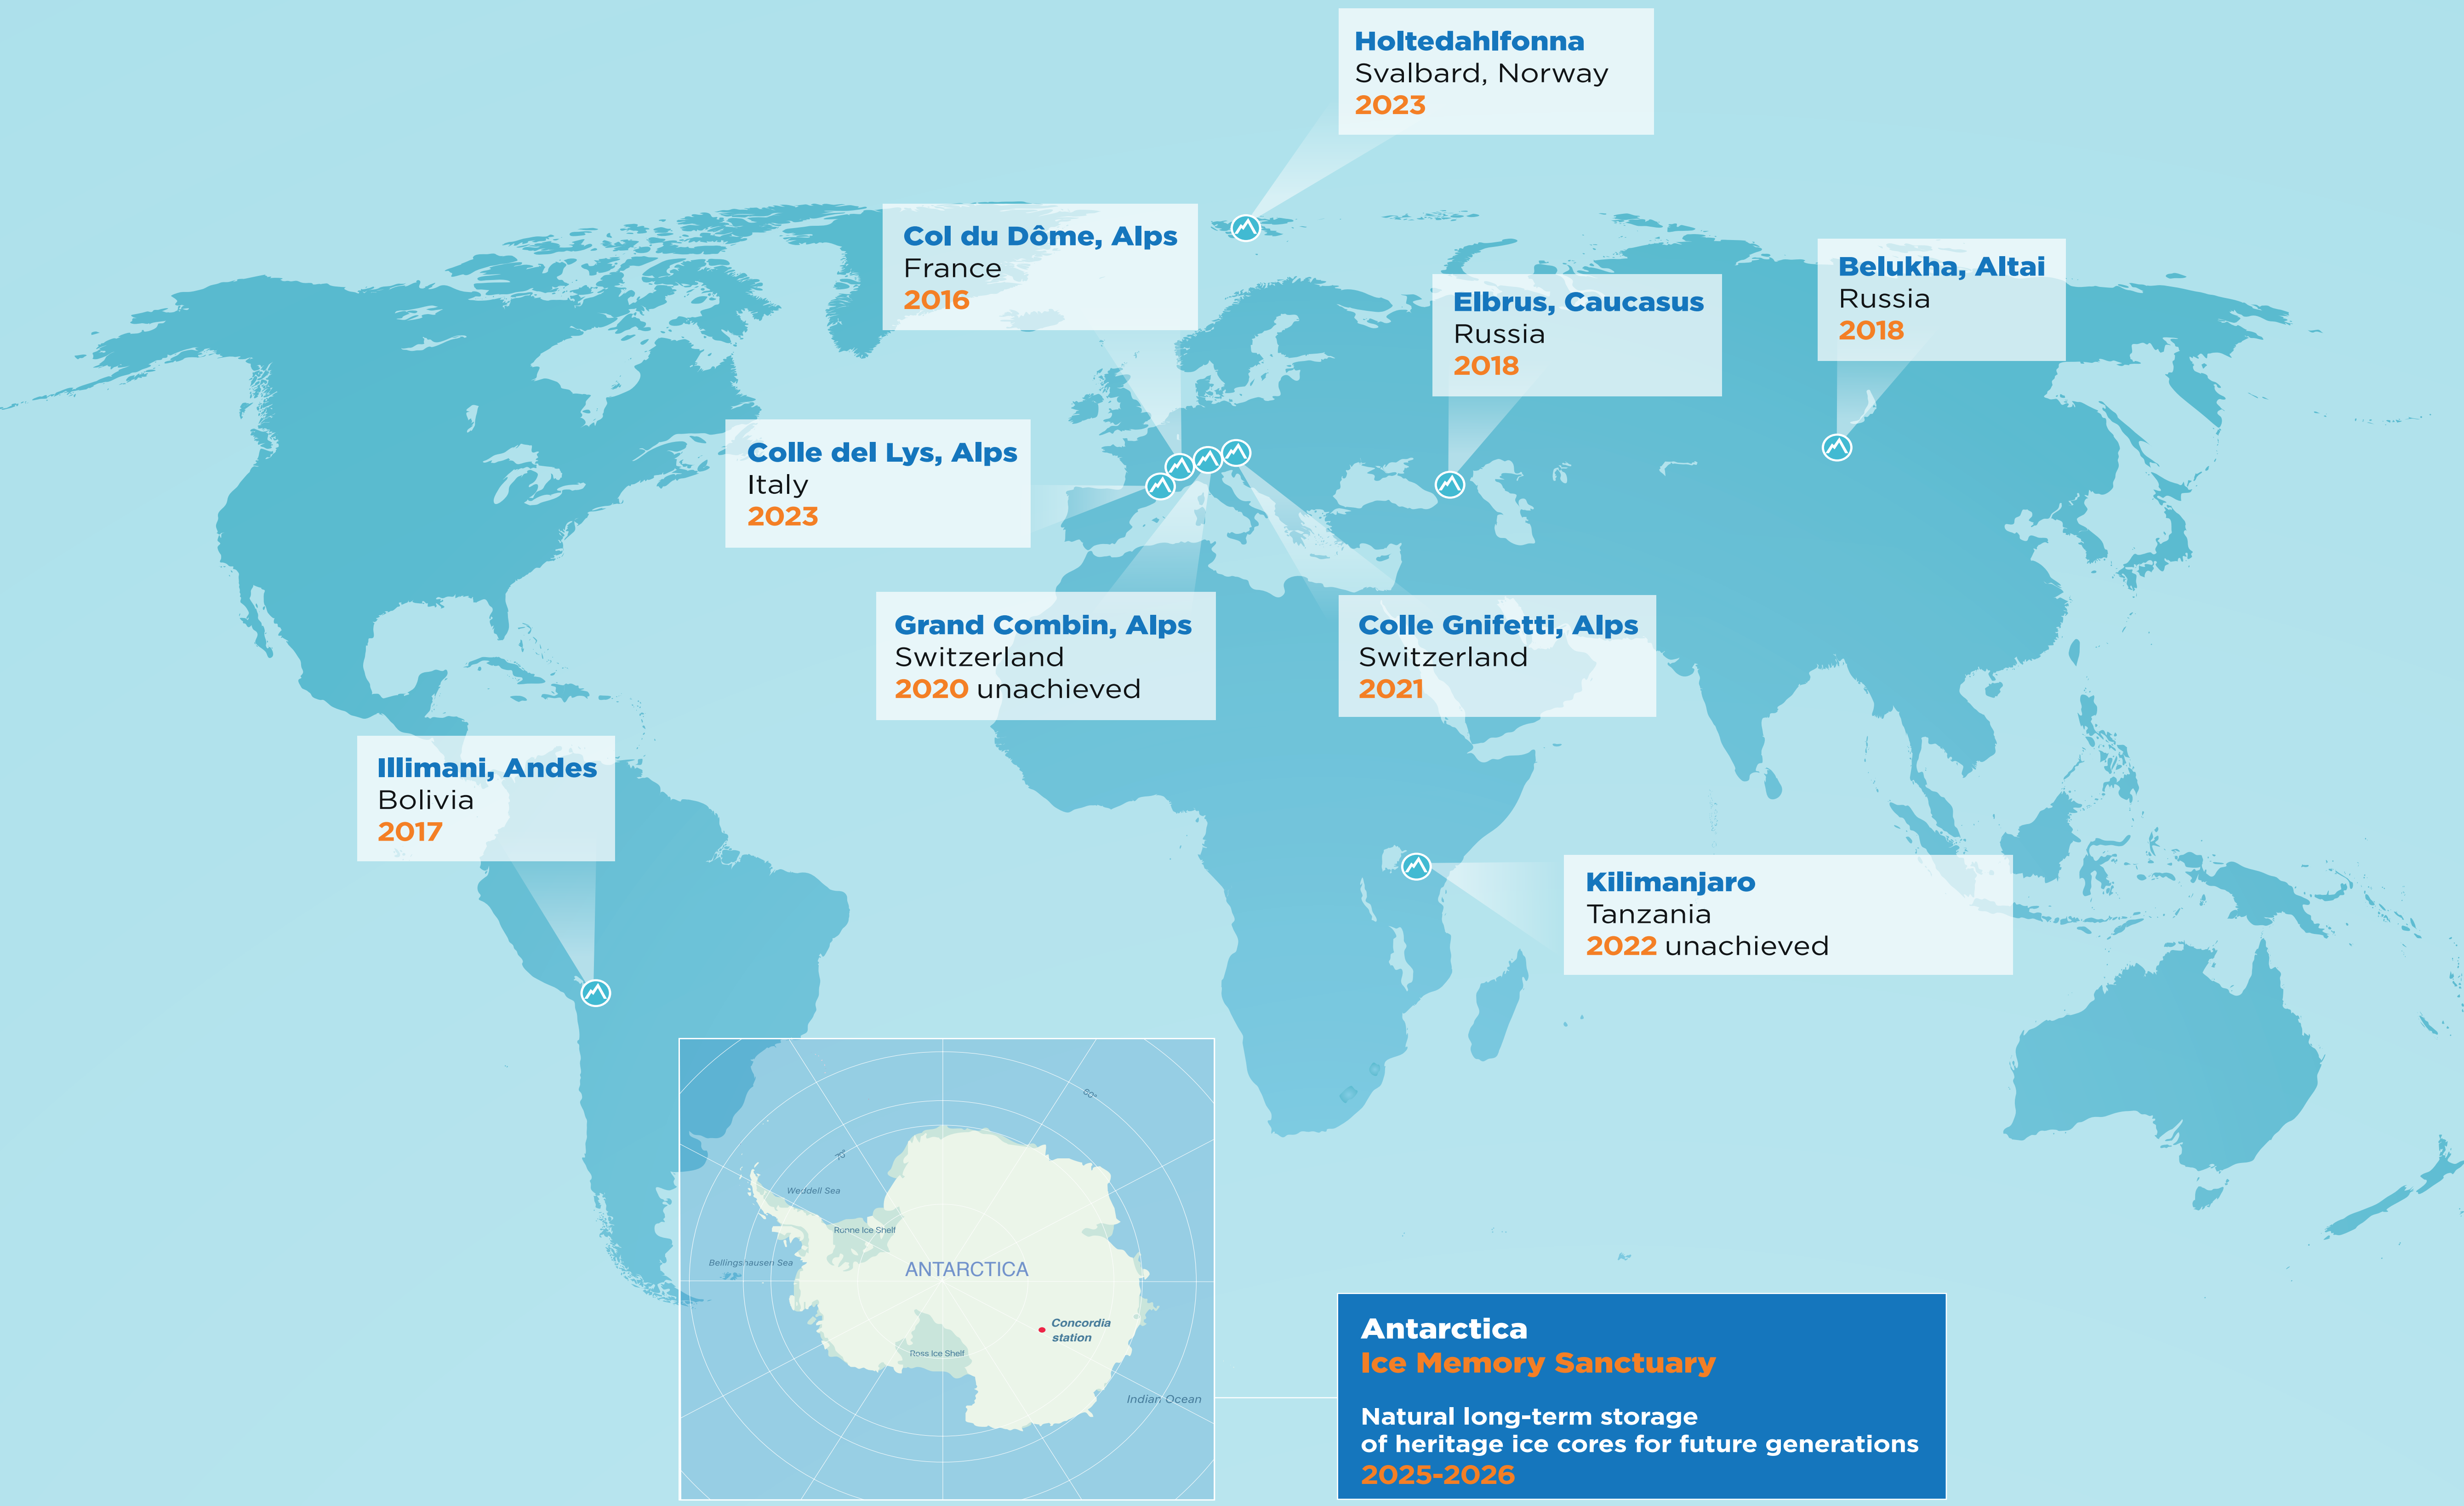 Holtedahlfonna
Svalbard, Norway
2023
Col du Dôme, Alps
France
2016
Belukha, Altai
Russia
2018
Elbrus, Caucasus
Russia
2018
Colle del Lys, Alps
Italy
2023
Grand Combin, Alps
Switzerland
2020 unachieved
Colle Gnifetti, Alps
Switzerland
2021
Illimani, Andes
Bolivia
2017
Kilimanjaro
Tanzania
2022 unachieved
60°
70°
Weddell Sea
Ronne Ice Shelf
Bellingshausen Sea
ANTARCTICA
Concordia
station
Ross Ice Shelf
Indian Ocean
Antarctica
Ice Memory Sanctuary
Natural long-term storage
of heritage ice cores for future generations
2025-2026